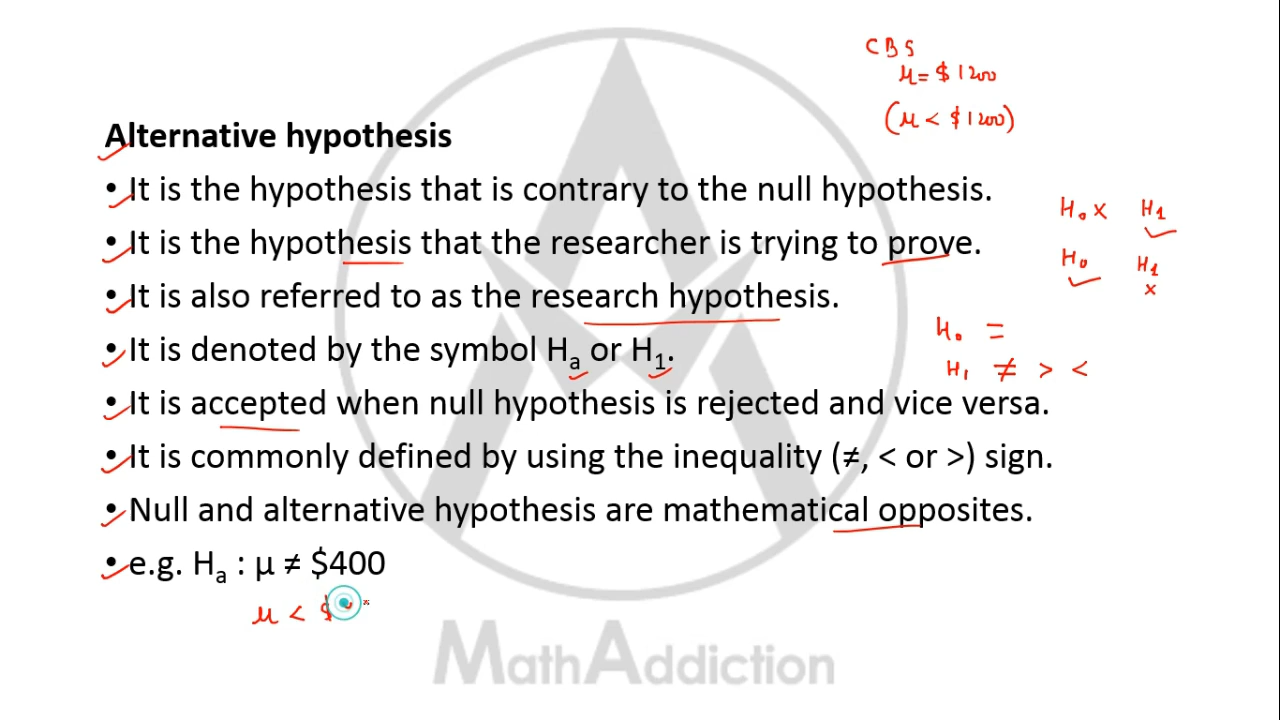 CBS
μ = $1200
(μ < $1200)
Alternative hypothesis
• It is the hypothesis that is contrary to the null hypothesis.
H₀ x H1
• It is the hypothesis that the researcher is trying to prove.
H₀ H1
x
• It is also referred to as the research hypothesis.
H₀ =
• It is denoted by the symbol Hₐ or H₁.
H₁ ≠ > <
• It is accepted when null hypothesis is rejected and vice versa.
• It is commonly defined by using the inequality (≠, < or >) sign.
• Null and alternative hypothesis are mathematical opposites.
• e.g. Hₐ : μ ≠ $400
μ < $
MathAddiction